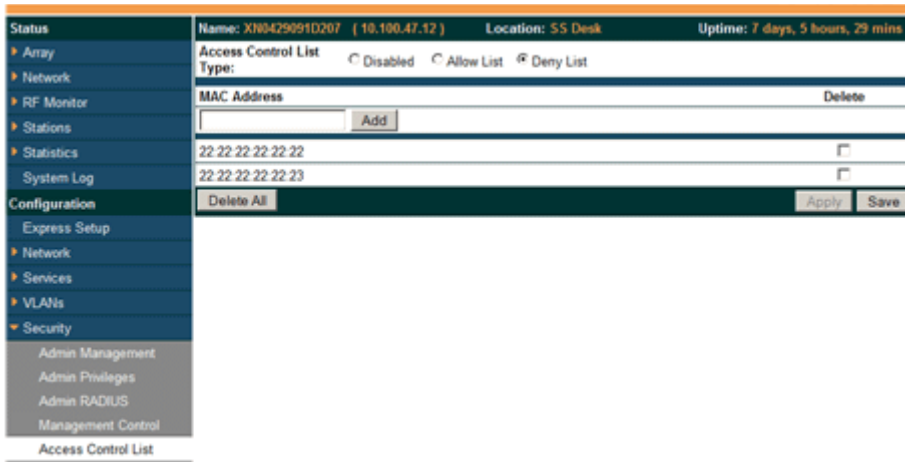 Status
Name: XN0429091D207 ( 10.100.47.12 ) Location: SS Desk Uptime: 7 days, 5 hours, 29 mins
Array
Network
RF Monitor
Stations
Statistics
System Log
Configuration
Express Setup
Network
Services
VLANs
Security
Admin Management
Admin Privileges
Admin RADIUS
Management Control
Access Control List
Access Control List Type:
Disabled Allow List Deny List
MAC Address Delete
Add
22:22:22:22:22:22
22:22:22:22:22:23
Delete All Apply Save